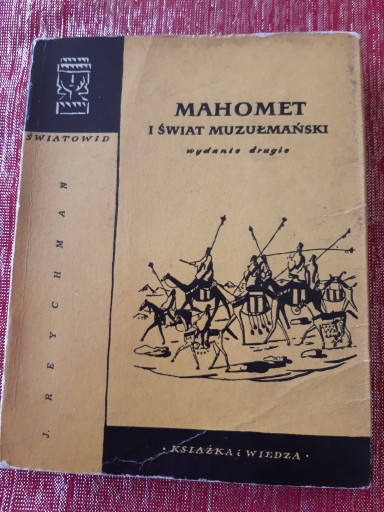 ŚWIATOWID
MAHOMET
I ŚWIAT MUZUŁMAŃSKI
wydanie drugie
J. REYCHMAN
· KSIĄŻKA i WIEDZA ·